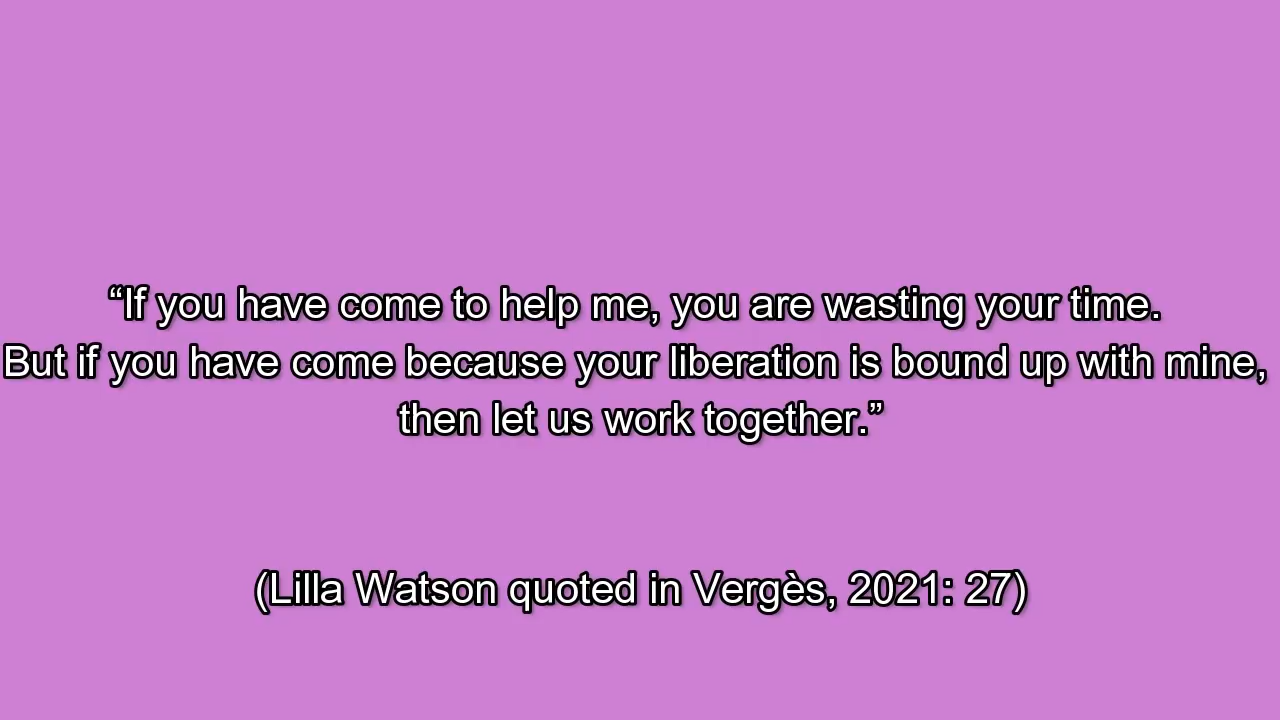 “If you have come to help me, you are wasting your time.
But if you have come because your liberation is bound up with mine,
then let us work together.”
(Lilla Watson quoted in Vergès, 2021: 27)